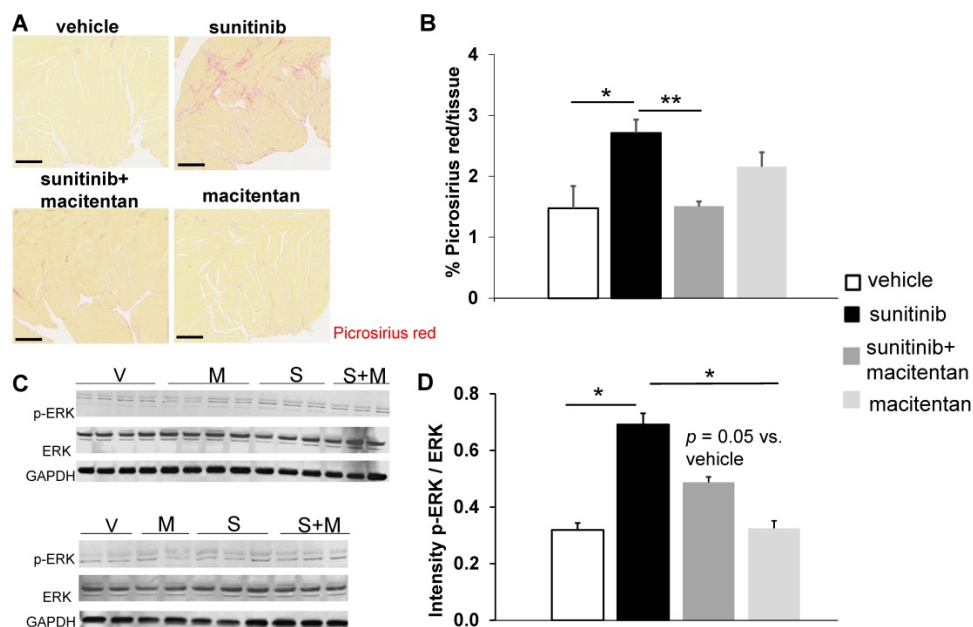 A
vehicle
sunitinib
sunitinib+
macitentan
macitentan
Picrosirius red
B
% Picrosirius red/tissue
4
3
2
1
0
*
**
vehicle
sunitinib
sunitinib+
macitentan
macitentan
C
V M S S+M
p-ERK
ERK
GAPDH
V M S S+M
p-ERK
ERK
GAPDH
D
Intensity p-ERK / ERK
0.8
0.6
0.4
0.2
0.0
*
*
p = 0.05 vs.
vehicle